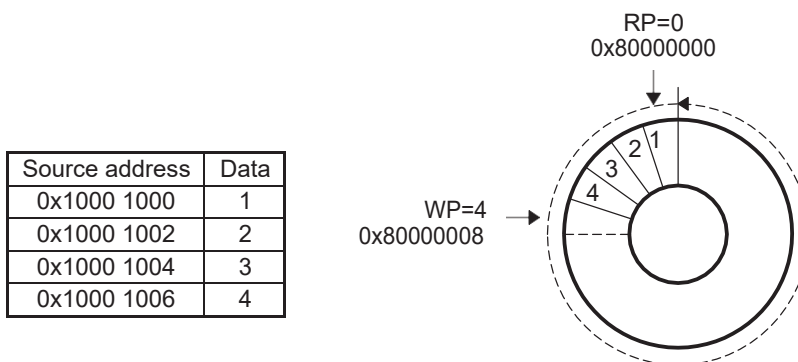 Source address Data
0x1000 1000 1
0x1000 1002 2
0x1000 1004 3
0x1000 1006 4
RP=0
0x80000000
1
2
3
4
WP=4
0x80000008